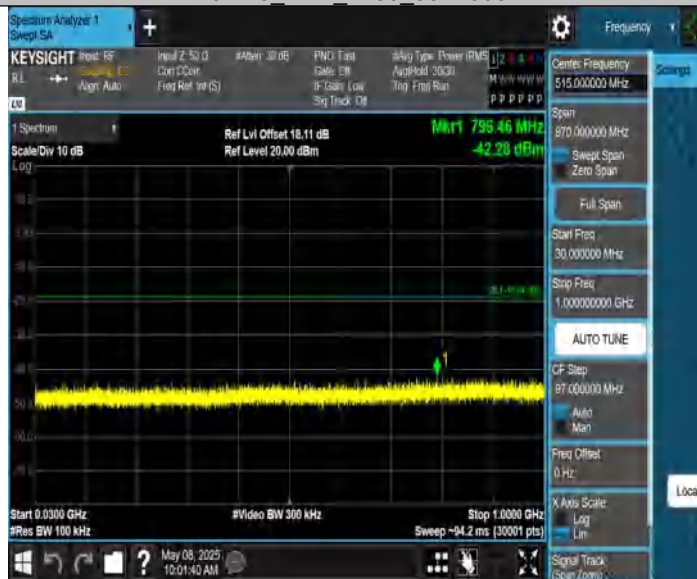 Spectrum Analyzer 1
Swept SA
Frequency
KEYSIGHT
Input: RF
Input Z: 50 Ω
#Atten: 30 dB
PNO: Fast
#Avg Type: Power (RMS)
RL
Align: Auto
Corr CCorr
Freq Ref: Int (S)
Gate: Off
IF Gain: Low
Sig Track: Off
Avg|Hold: 30/30
Trig: Free Run
P P P P P P
1 Spectrum
Scale/Div 10 dB
Log
Ref Lvl Offset 18.11 dB
Ref Level 20.00 dBm
Mkr1 796.46 MHz
-42.28 dBm
1
Start 0.0300 GHz
#Res BW 100 kHz
#Video BW 300 kHz
Stop 1.0000 GHz
Sweep ~94.2 ms (30001 pts)
May 08, 2025
10:01:40 AM
Center Frequency
515.000000 MHz
Settings
Span
970.000000 MHz
Swept Span
Zero Span
Full Span
Start Freq
30.000000 MHz
Stop Freq
1.000000000 GHz
AUTO TUNE
CF Step
97.000000 MHz
Auto
Man
Freq Offset
0 Hz
X Axis Scale
Log
Lin
Signal Track
(Span Zoom)
Loca